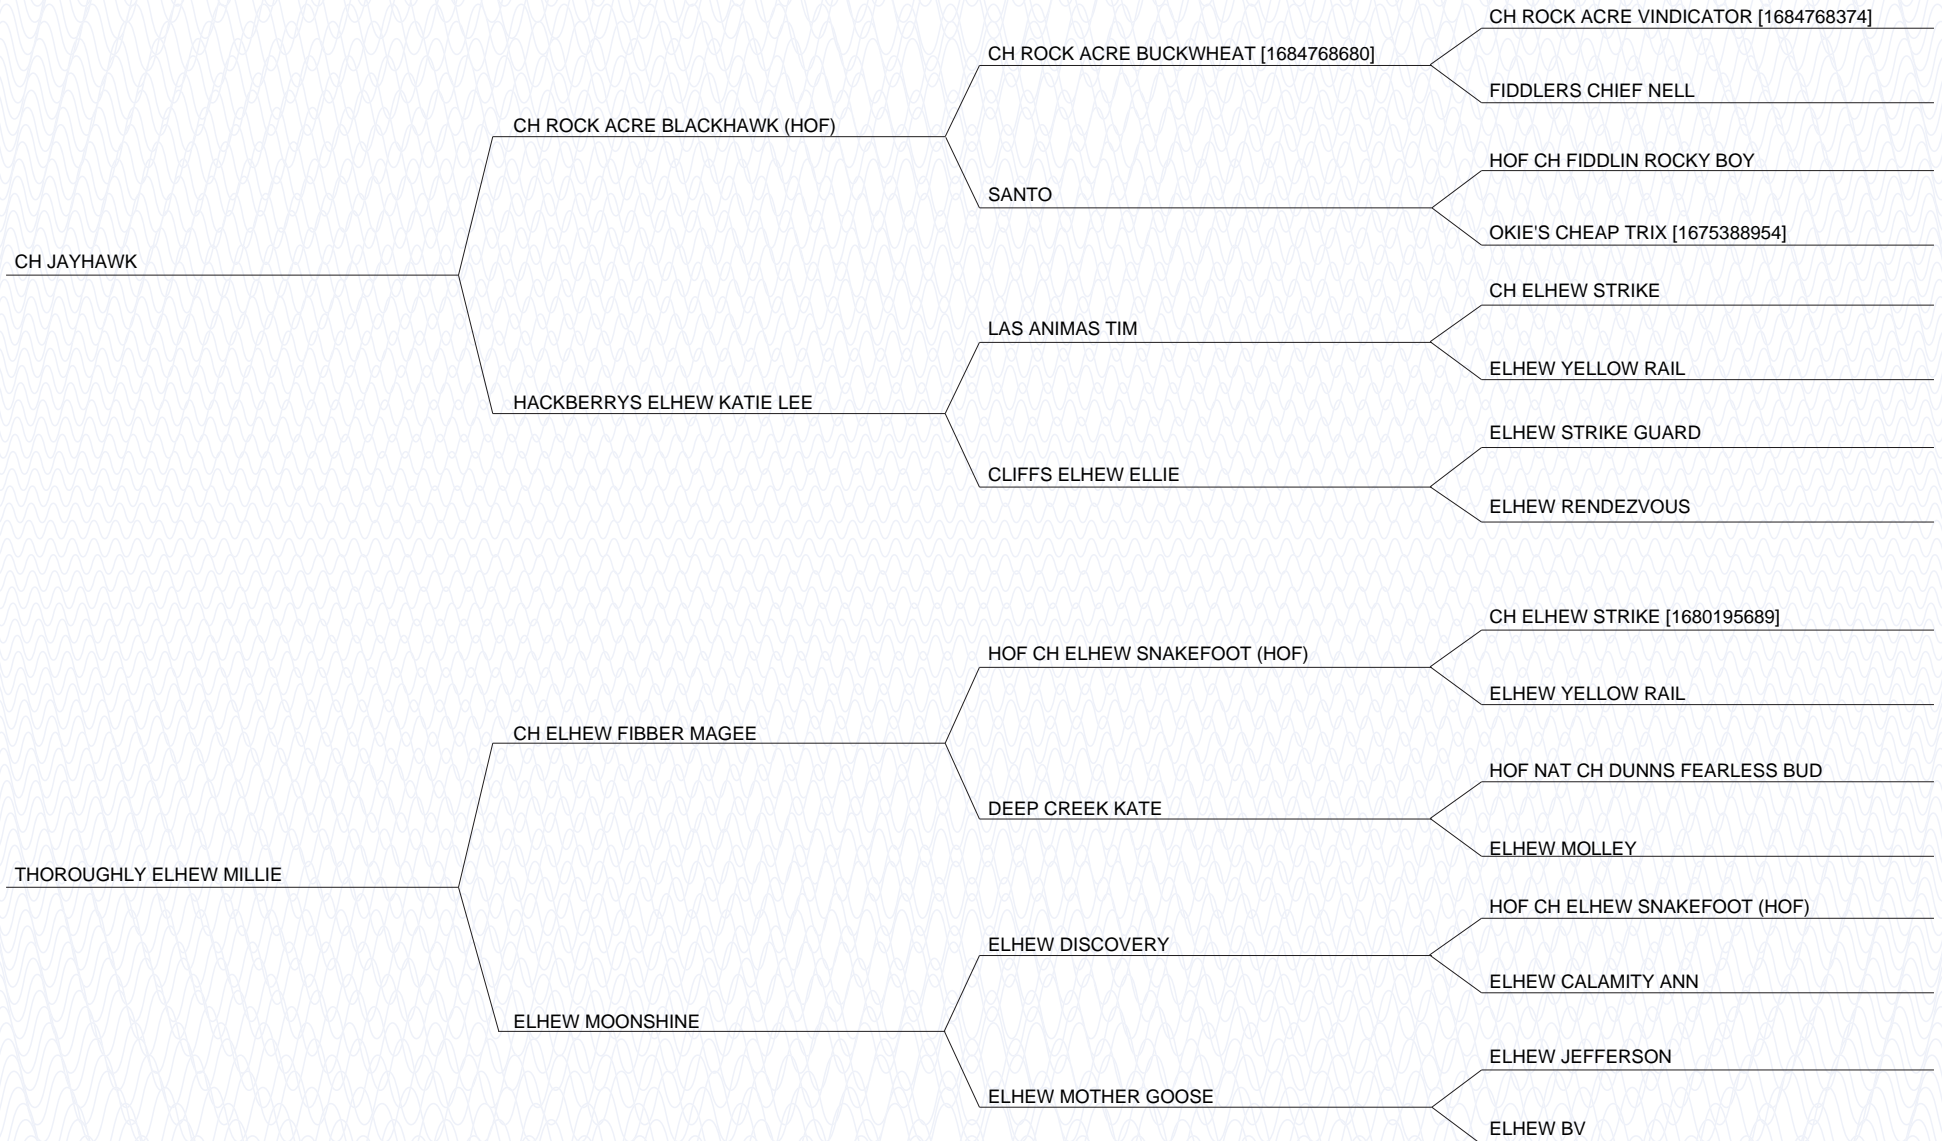 CH ROCK ACRE VINDICATOR [1684768374]
CH ROCK ACRE BUCKWHEAT [1684768680]
FIDDLERS CHIEF NELL
CH ROCK ACRE BLACKHAWK (HOF)
HOF CH FIDDLIN ROCKY BOY
SANTO
OKIE'S CHEAP TRIX [1675388954]
CH JAYHAWK
CH ELHEW STRIKE
LAS ANIMAS TIM
ELHEW YELLOW RAIL
HACKBERRYS ELHEW KATIE LEE
ELHEW STRIKE GUARD
CLIFFS ELHEW ELLIE
ELHEW RENDEZVOUS
CH ELHEW STRIKE [1680195689]
HOF CH ELHEW SNAKEFOOT (HOF)
ELHEW YELLOW RAIL
CH ELHEW FIBBER MAGEE
HOF NAT CH DUNNS FEARLESS BUD
DEEP CREEK KATE
ELHEW MOLLEY
THOROUGHLY ELHEW MILLIE
HOF CH ELHEW SNAKEFOOT (HOF)
ELHEW DISCOVERY
ELHEW CALAMITY ANN
ELHEW MOONSHINE
ELHEW JEFFERSON
ELHEW MOTHER GOOSE
ELHEW BV